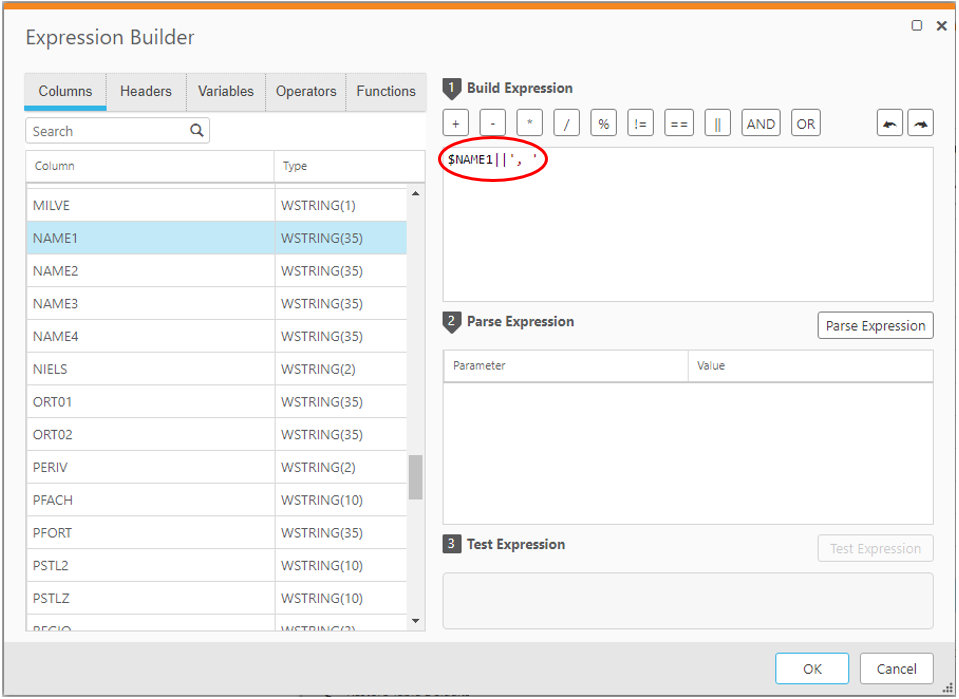 Expression Builder
Columns Headers Variables Operators Functions
Search
Column Type
MILVE WSTRING(1)
NAME1 WSTRING(35)
NAME2 WSTRING(35)
NAME3 WSTRING(35)
NAME4 WSTRING(35)
NIELS WSTRING(2)
ORT01 WSTRING(35)
ORT02 WSTRING(35)
PERIV WSTRING(2)
PFACH WSTRING(10)
PFORT WSTRING(35)
PSTL2 WSTRING(10)
PSTLZ WSTRING(10)
REGIO WSTRING(3)
1 Build Expression
+ - * / % != == || AND OR
$NAME1||', '
2 Parse Expression
Parse Expression
Parameter Value
3 Test Expression
Test Expression
OK Cancel